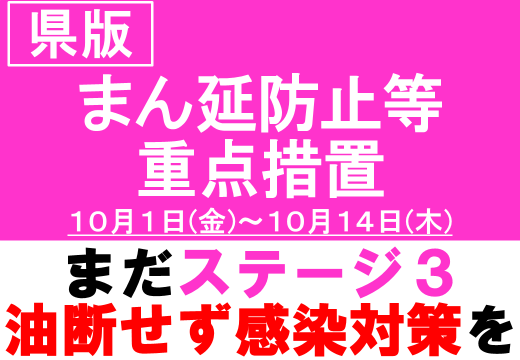 県版
まん延防止等
重点措置
10月1日(金)～10月14日(木)
まだステージ３
油断せず感染対策を